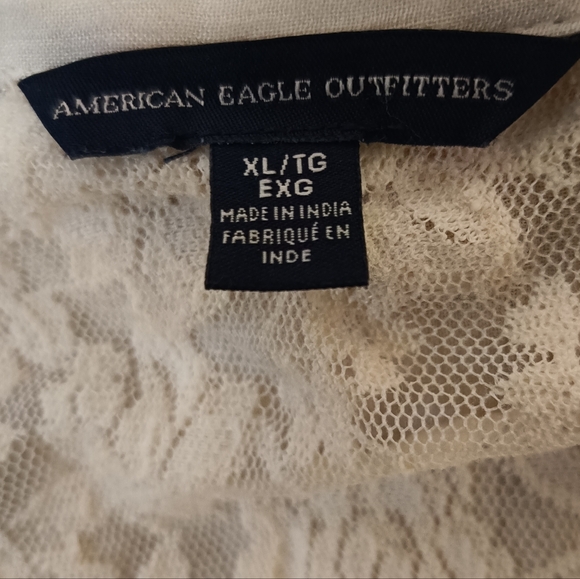 AMERICAN EAGLE OUTFITTERS
XL/TG
EXG
MADE IN INDIA
FABRIQUÉ EN
INDE